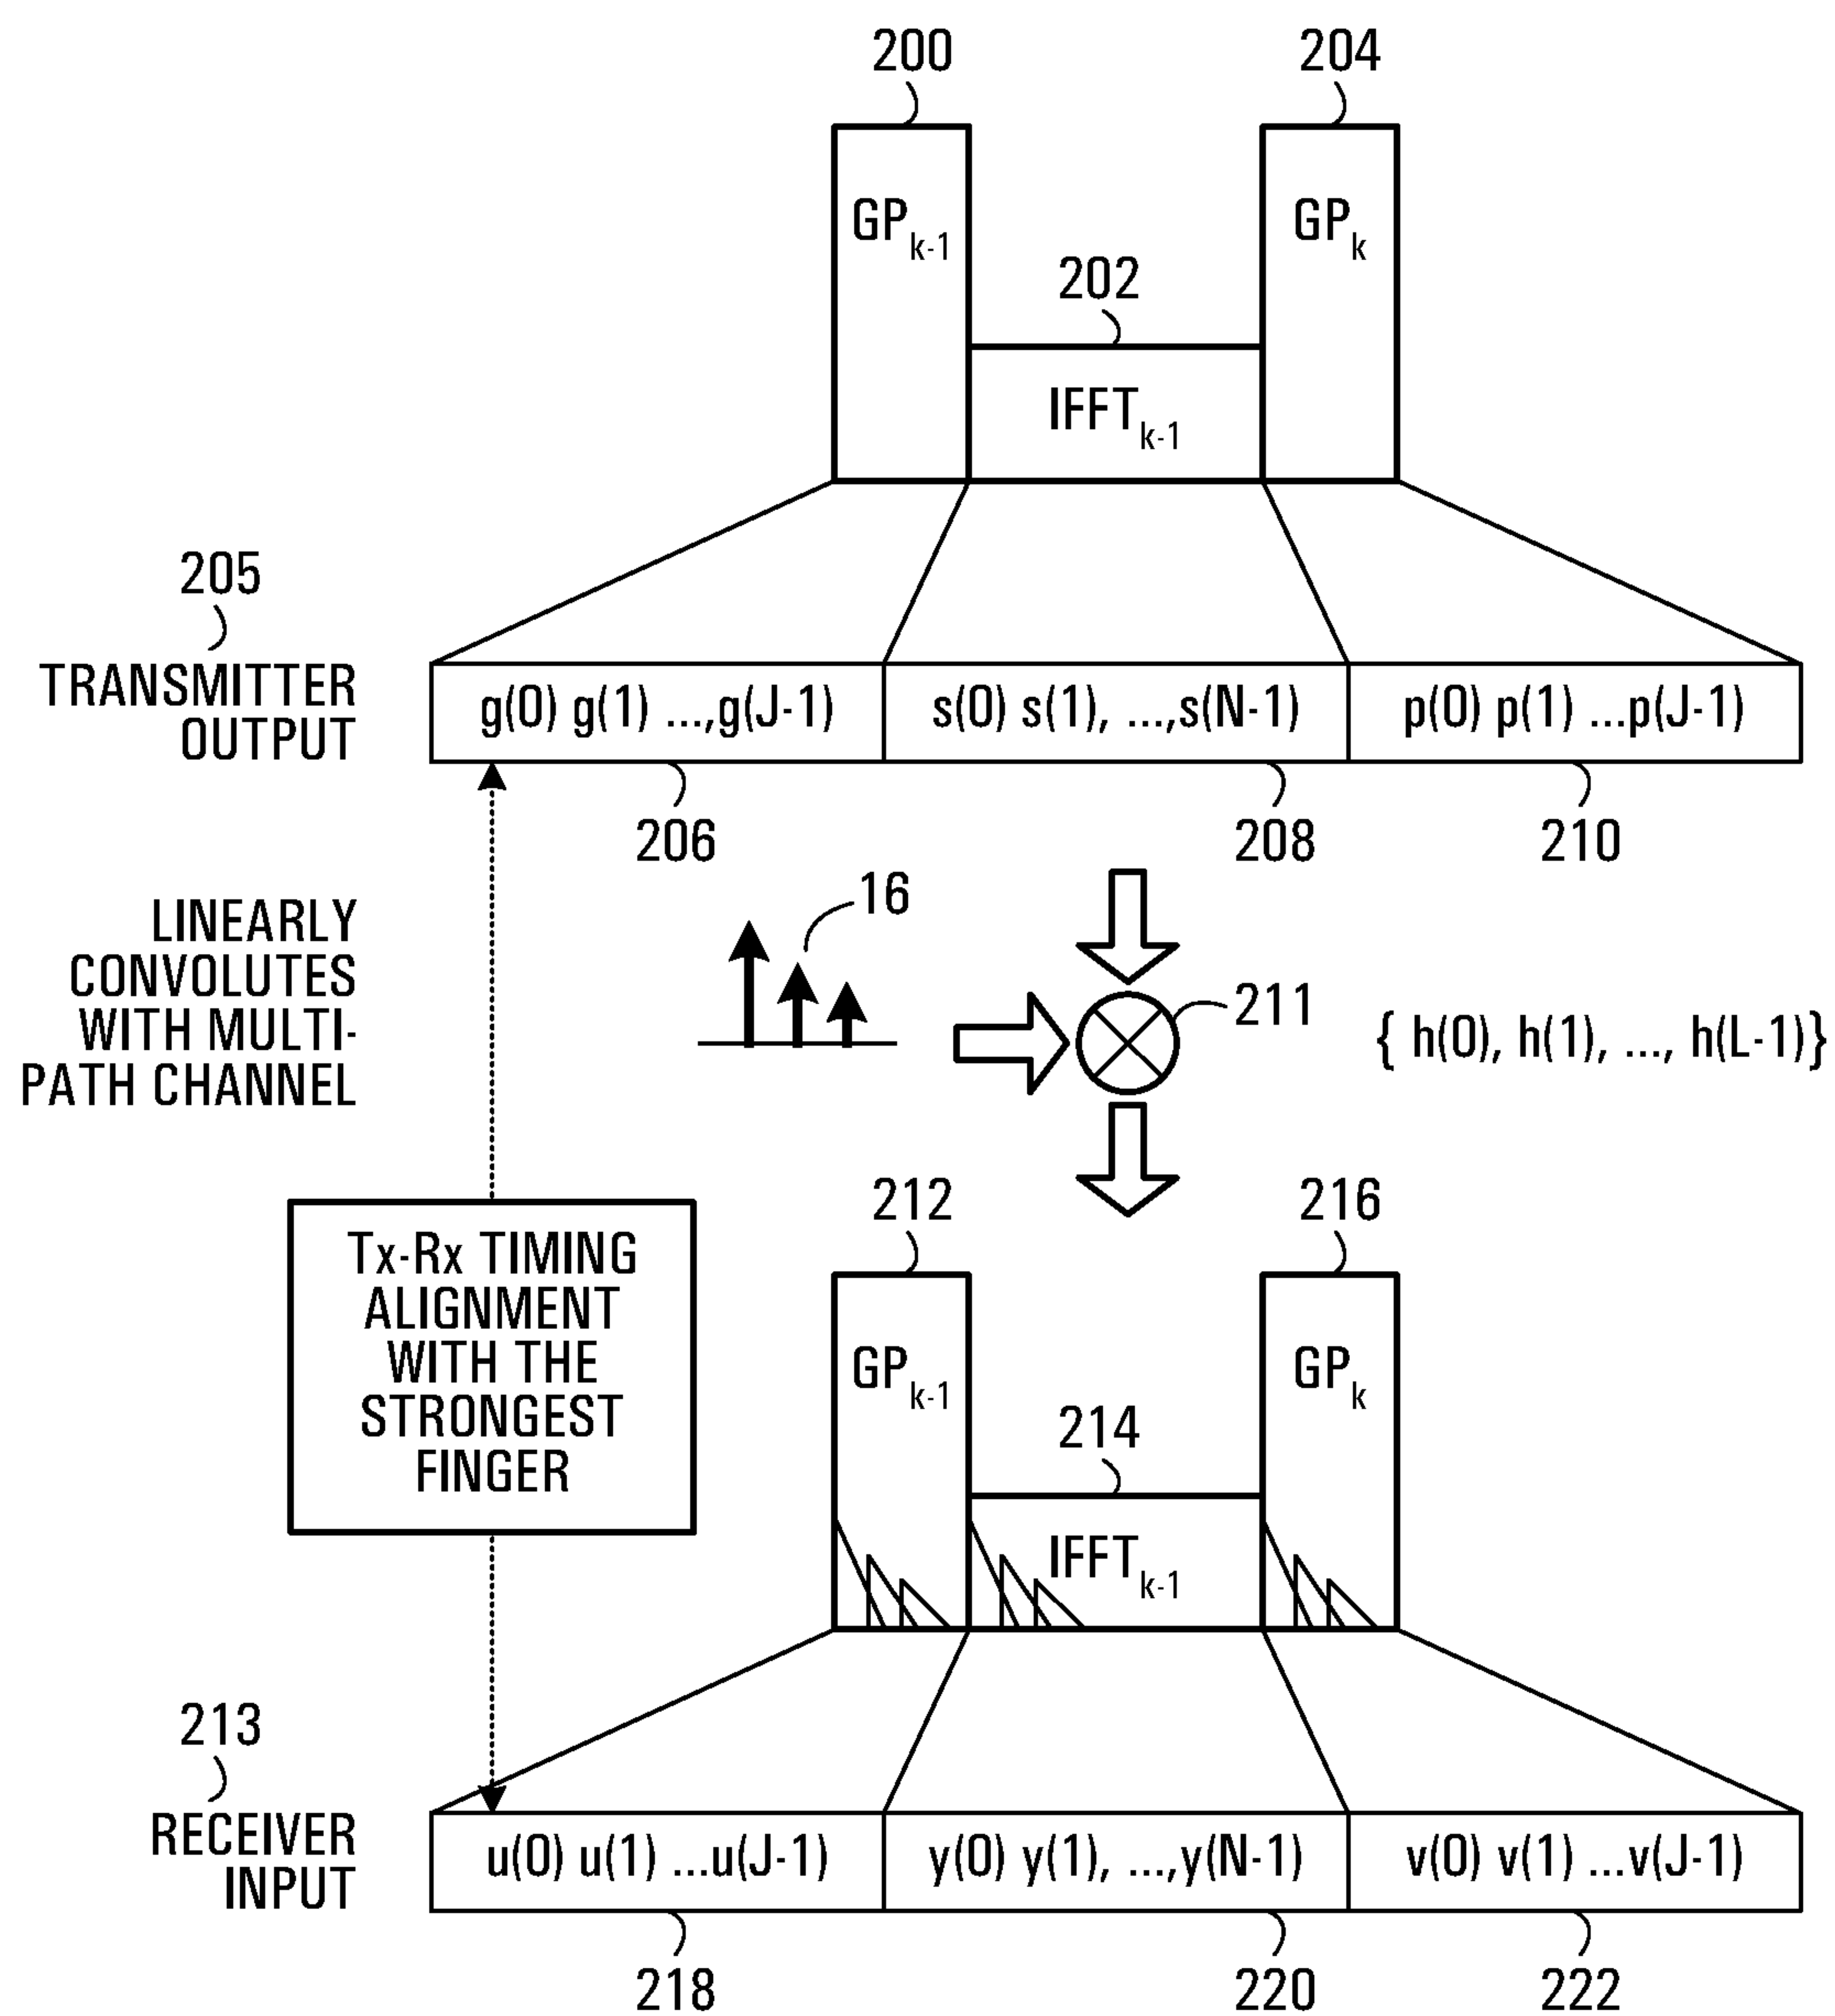 200
204
GPk-1
GPk
202
IFFTk-1
205
TRANSMITTER
OUTPUT
g(0) g(1) ...,g(J-1)
s(0) s(1), ...,s(N-1)
p(0) p(1) ...p(J-1)
206
208
210
LINEARLY
CONVOLUTES
WITH MULTI-
PATH CHANNEL
16
211
{ h(0), h(1), ..., h(L-1)}
Tx-Rx TIMING
ALIGNMENT
WITH THE
STRONGEST
FINGER
212
216
GPk-1
GPk
214
IFFTk-1
213
RECEIVER
INPUT
u(0) u(1) ...u(J-1)
y(0) y(1), ...,y(N-1)
v(0) v(1) ...v(J-1)
218
220
222